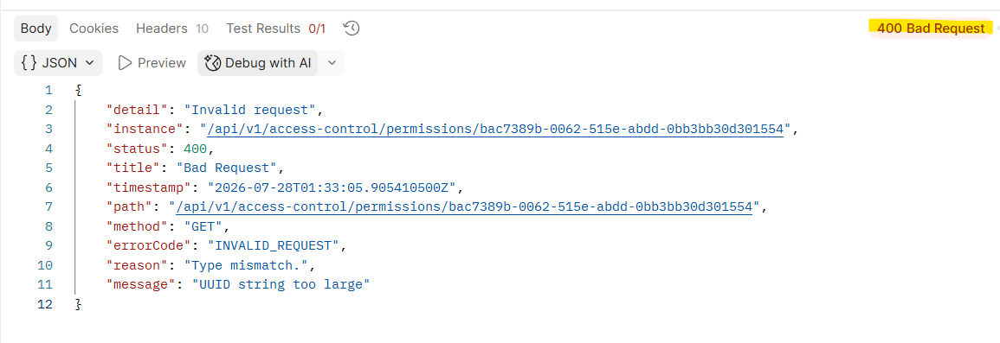 Body Cookies Headers 10 Test Results 0/1 400 Bad Request
{} JSON Preview Debug with AI
1 {
2 "detail": "Invalid request",
3 "instance": "/api/v1/access-control/permissions/bac7389b-0062-515e-abdd-0bb3bb30d301554",
4 "status": 400,
5 "title": "Bad Request",
6 "timestamp": "2026-07-28T01:33:05.905410500Z",
7 "path": "/api/v1/access-control/permissions/bac7389b-0062-515e-abdd-0bb3bb30d301554",
8 "method": "GET",
9 "errorCode": "INVALID_REQUEST",
10 "reason": "Type mismatch.",
11 "message": "UUID string too large"
12 }